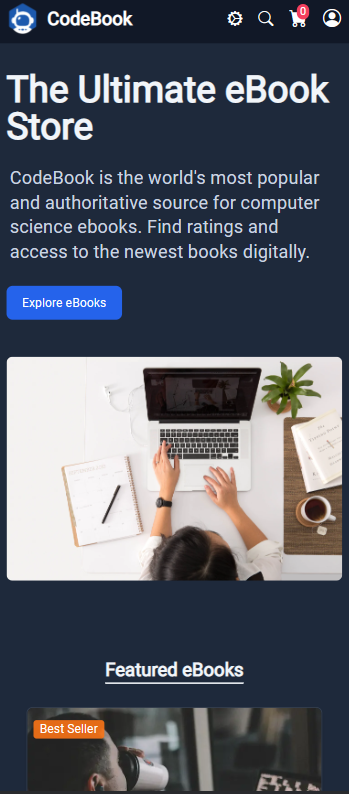 CodeBook
0
The Ultimate eBook
Store
CodeBook is the world's most popular
and authoritative source for computer
science ebooks. Find ratings and
access to the newest books digitally.
Explore eBooks
Featured eBooks
Best Seller